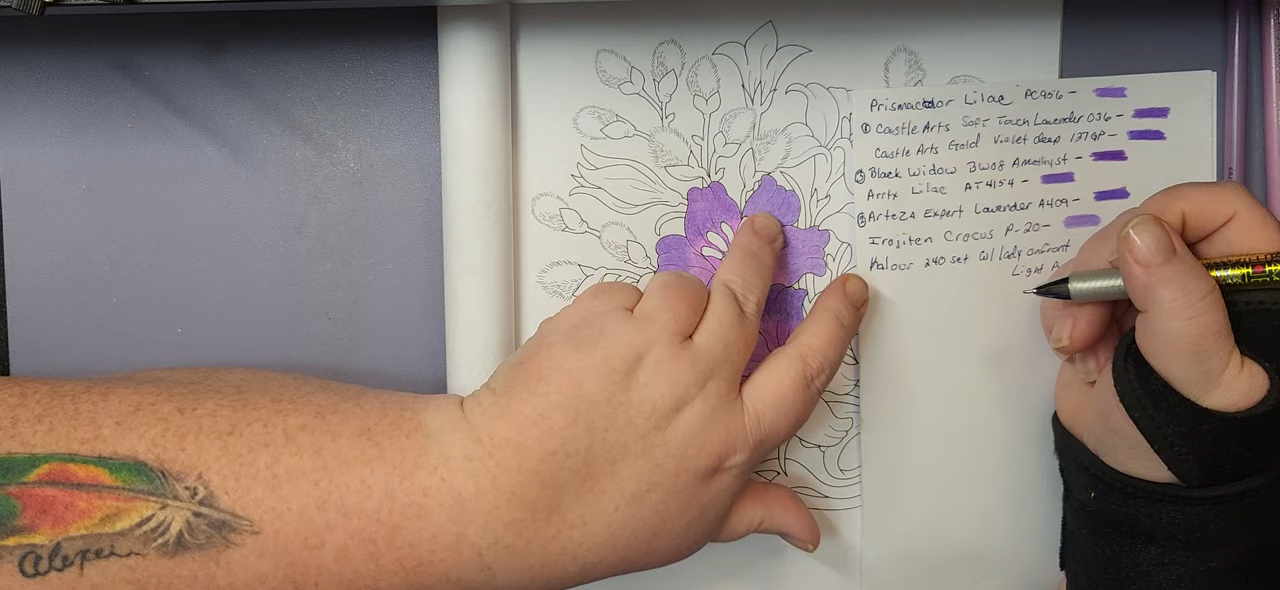 Prismacolor Lilac PC956 -
① Castle Arts Soft Touch Lavender 036 -
Castle Arts Gold Violet deep 127GP -
③ Black Widow BW08 Amethyst -
Arrtx Lilac AT4154 -
② Arteza Expert Lavender A409 -
Irojiten Crocus P-20 -
Kalour 240 set w/ lady on front
Light
Alexei